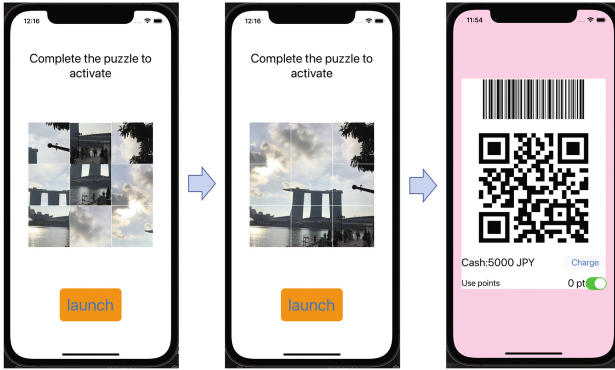 12:16
Complete the puzzle to
activate
launch
12:16
Complete the puzzle to
activate
launch
11:54
Cash:5000 JPY
Charge
Use points
0 pt